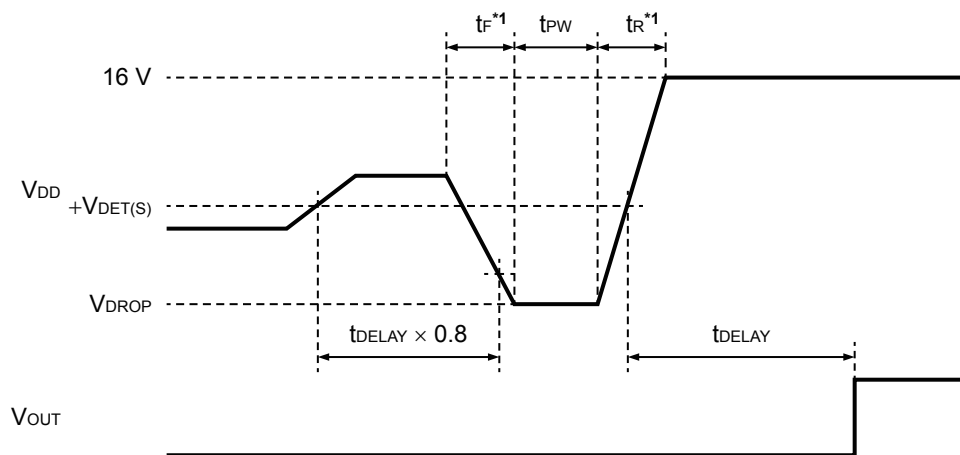 tF*1 tPW tR*1
16 V
VDD
+VDET(S)
VDROP
tDELAY × 0.8
tDELAY
VOUT